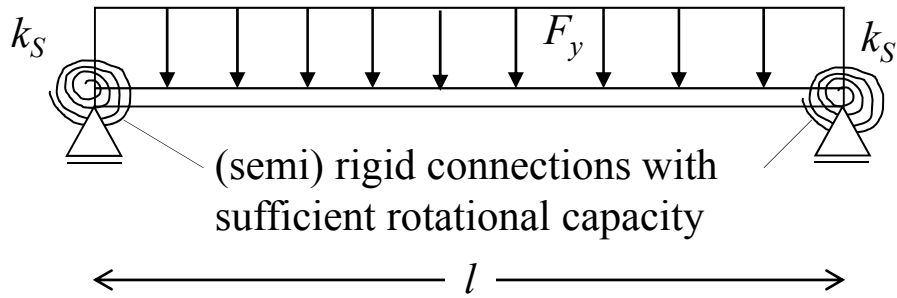 k_S
F_y
k_S
(semi) rigid connections with
sufficient rotational capacity
l